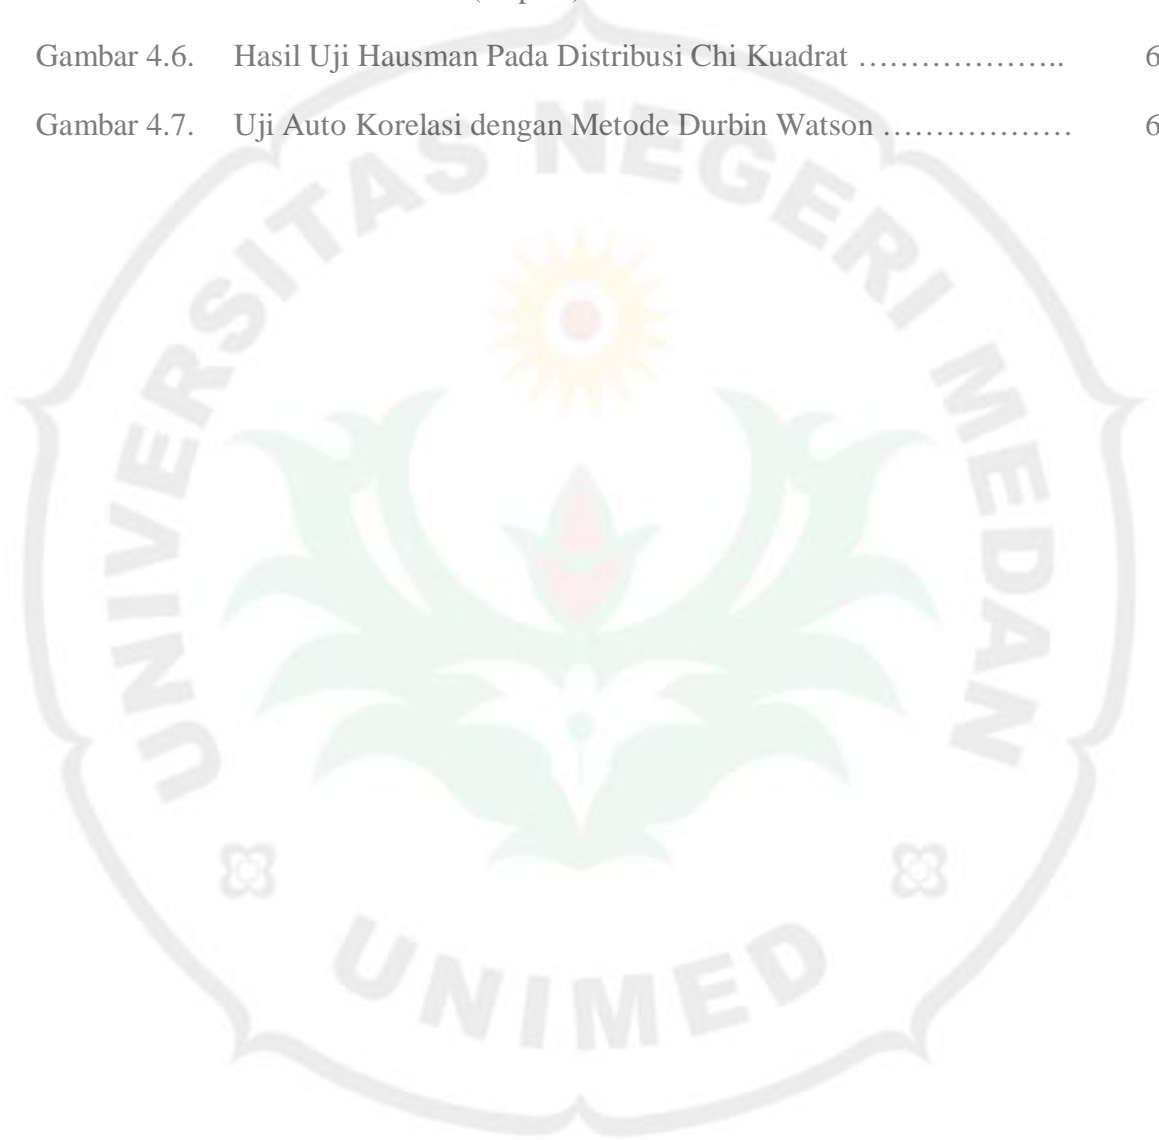 Gambar 4.6. Hasil Uji Hausman Pada Distribusi Chi Kuadrat ……………….. 6
Gambar 4.7. Uji Auto Korelasi dengan Metode Durbin Watson ……………… 6
UNIVERSITAS NEGERI MEDAN
UNIMED